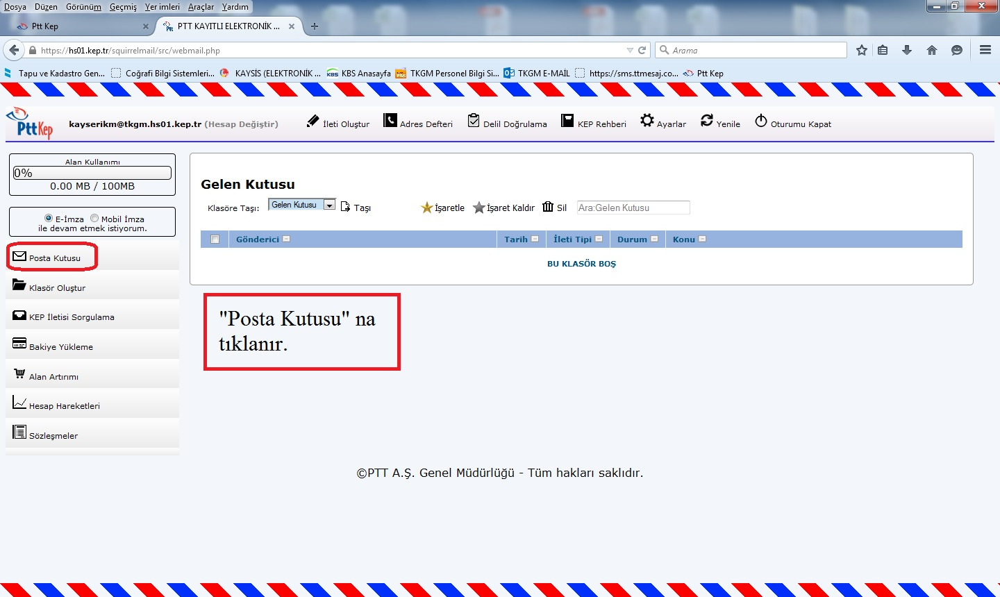 Dosya Düzen Görünüm Geçmiş Yer imleri Araçlar Yardım
Ptt Kep
PTT KAYITLI ELEKTRONİK ...
https://hs01.kep.tr/squirrelmail/src/webmail.php
Arama
Tapu ve Kadastro Gen... Coğrafi Bilgi Sistemleri... KAYSİS (ELEKTRONİK ... KBS KBS Anasayfa TKGM Personel Bilgi Si... TKGM E-MAİL https://sms.ttmesaj.co... Ptt Kep
PttKep kayserikm@tkgm.hs01.kep.tr (Hesap Değiştir) İleti Oluştur Adres Defteri Delil Doğrulama KEP Rehberi Ayarlar Yenile Oturumu Kapat
Alan Kullanımı
0%
0.00 MB / 100MB
E-İmza Mobil İmza
ile devam etmek istiyorum.
Posta Kutusu
Klasör Oluştur
KEP İletisi Sorgulama
Bakiye Yükleme
Alan Artırımı
Hesap Hareketleri
Sözleşmeler
Gelen Kutusu
Klasöre Taşı: Gelen Kutusu Taşı İşaretle İşaret Kaldır Sil Ara:Gelen Kutusu
Gönderici Tarih İleti Tipi Durum Konu
BU KLASÖR BOŞ
"Posta Kutusu" na
tıklanır.
©PTT A.Ş. Genel Müdürlüğü - Tüm hakları saklıdır.